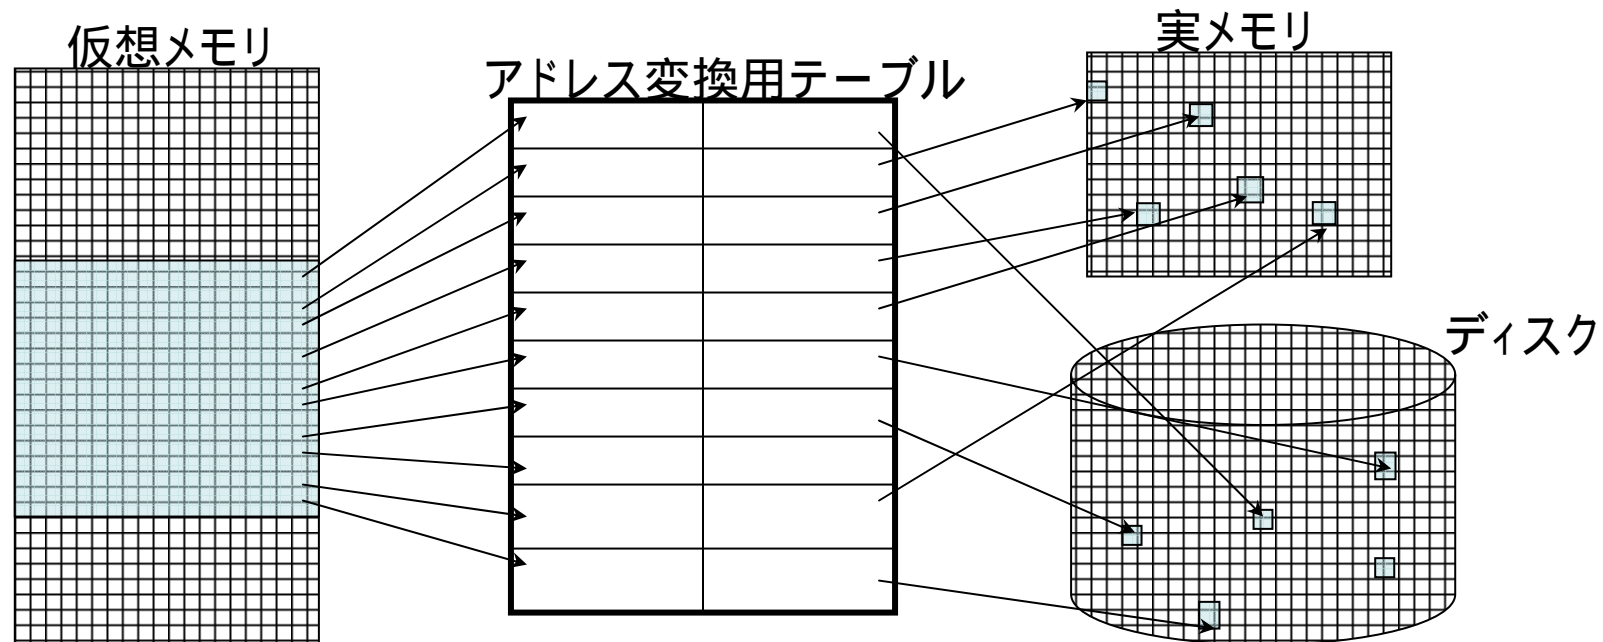 仮想メモリ
アドレス変換用テーブル
実メモリ
ディスク